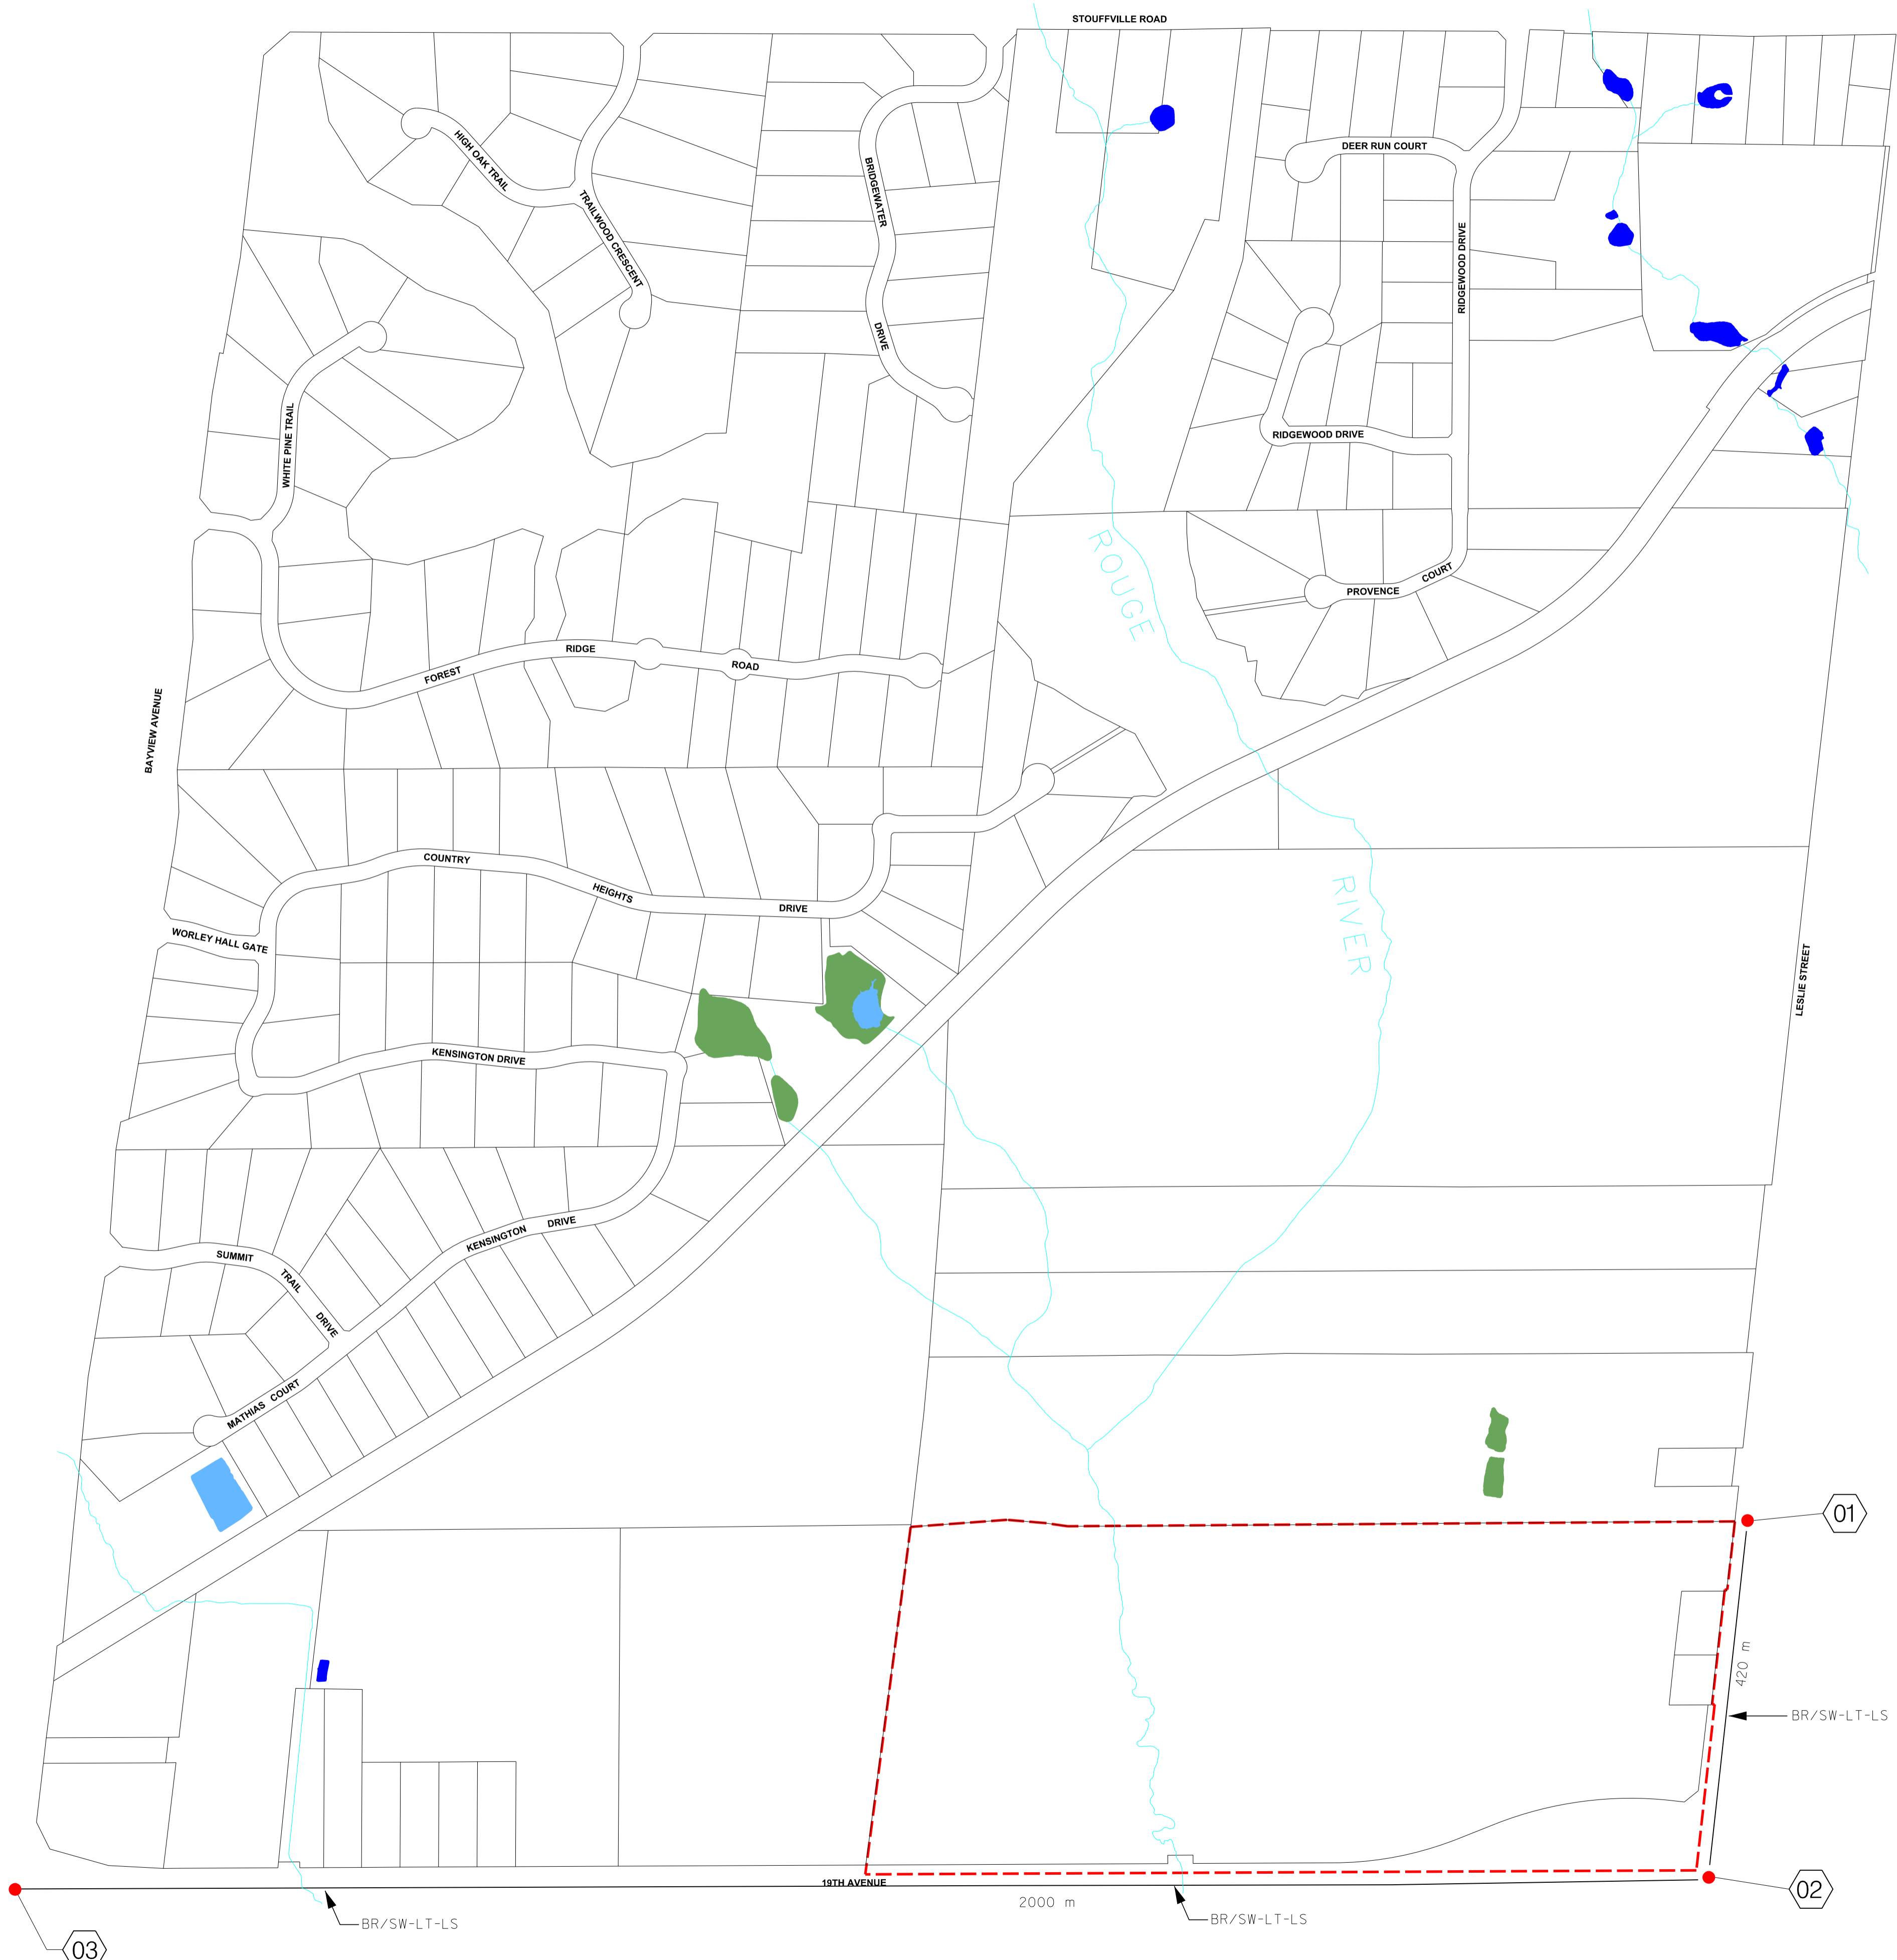 STOUFFVILLE ROAD
HIGH OAK TRAIL
TRAILWOOD CRESCENT
BRIDGEWATER
DRIVE
DEER RUN COURT
RIDGEWOOD DRIVE
RIDGEWOOD DRIVE
WHITE PINE TRAIL
ROUGE
PROVENCE
COURT
FOREST
RIDGE
ROAD
BAYVIEW AVENUE
COUNTRY
HEIGHTS
DRIVE
WORLEY HALL GATE
RIVER
LESLIE STREET
KENSINGTON DRIVE
SUMMIT
TRAIL
DRIVE
KENSINGTON
DRIVE
MATHIAS COURT
01
420 m
BR/SW-LT-LS
19TH AVENUE
2000 m
02
BR/SW-LT-LS
BR/SW-LT-LS
03